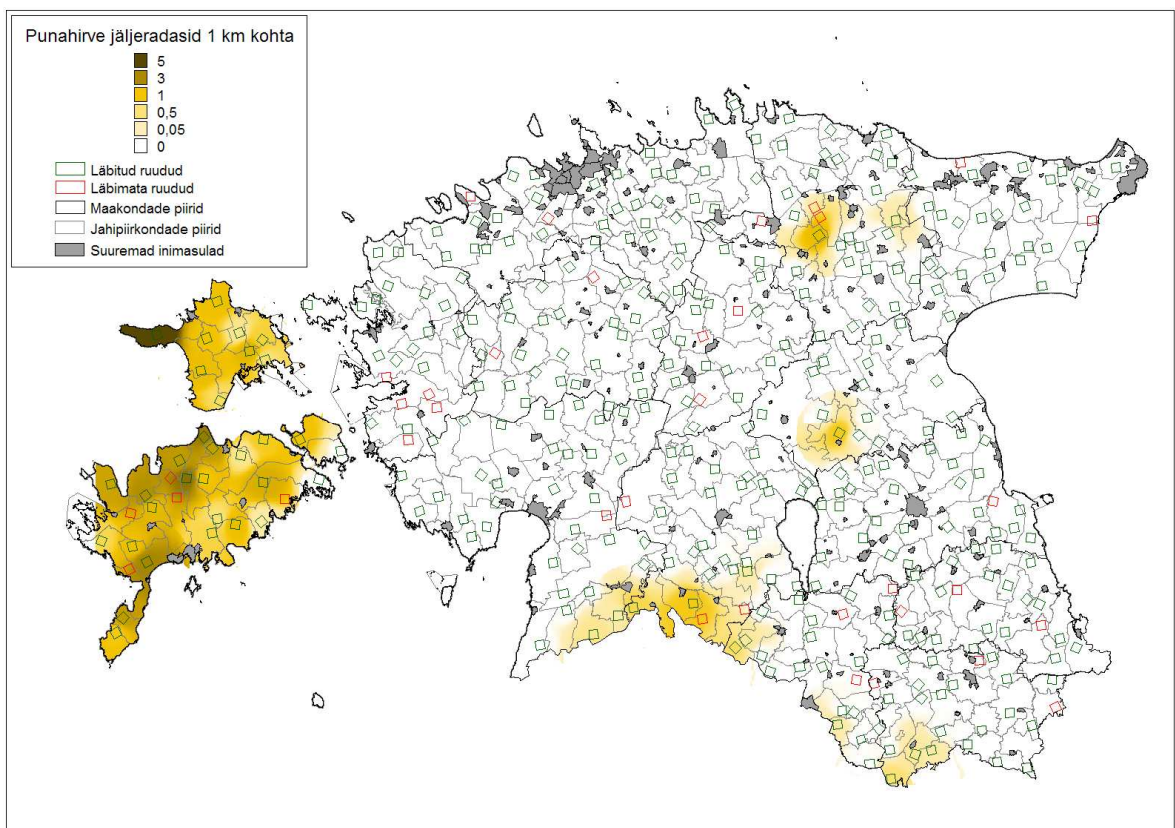 Punahirve jäljeradasid 1 km kohta
5
3
1
0,5
0,05
0
Läbitud ruudud
Läbimata ruudud
Maakondade piirid
Jahipiirkondade piirid
Suuremad inimasulad